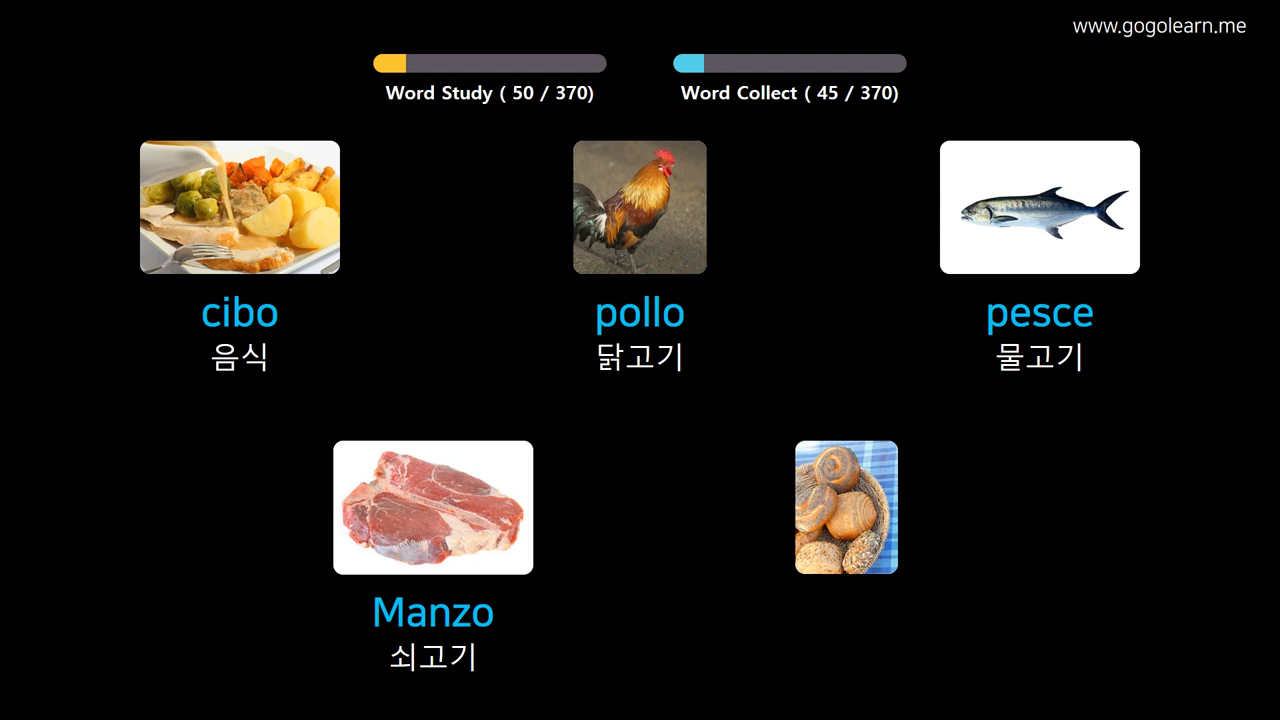 www.gogolearn.me
Word Study ( 50 / 370)
Word Collect ( 45 / 370)
cibo
음식
pollo
닭고기
pesce
물고기
Manzo
쇠고기